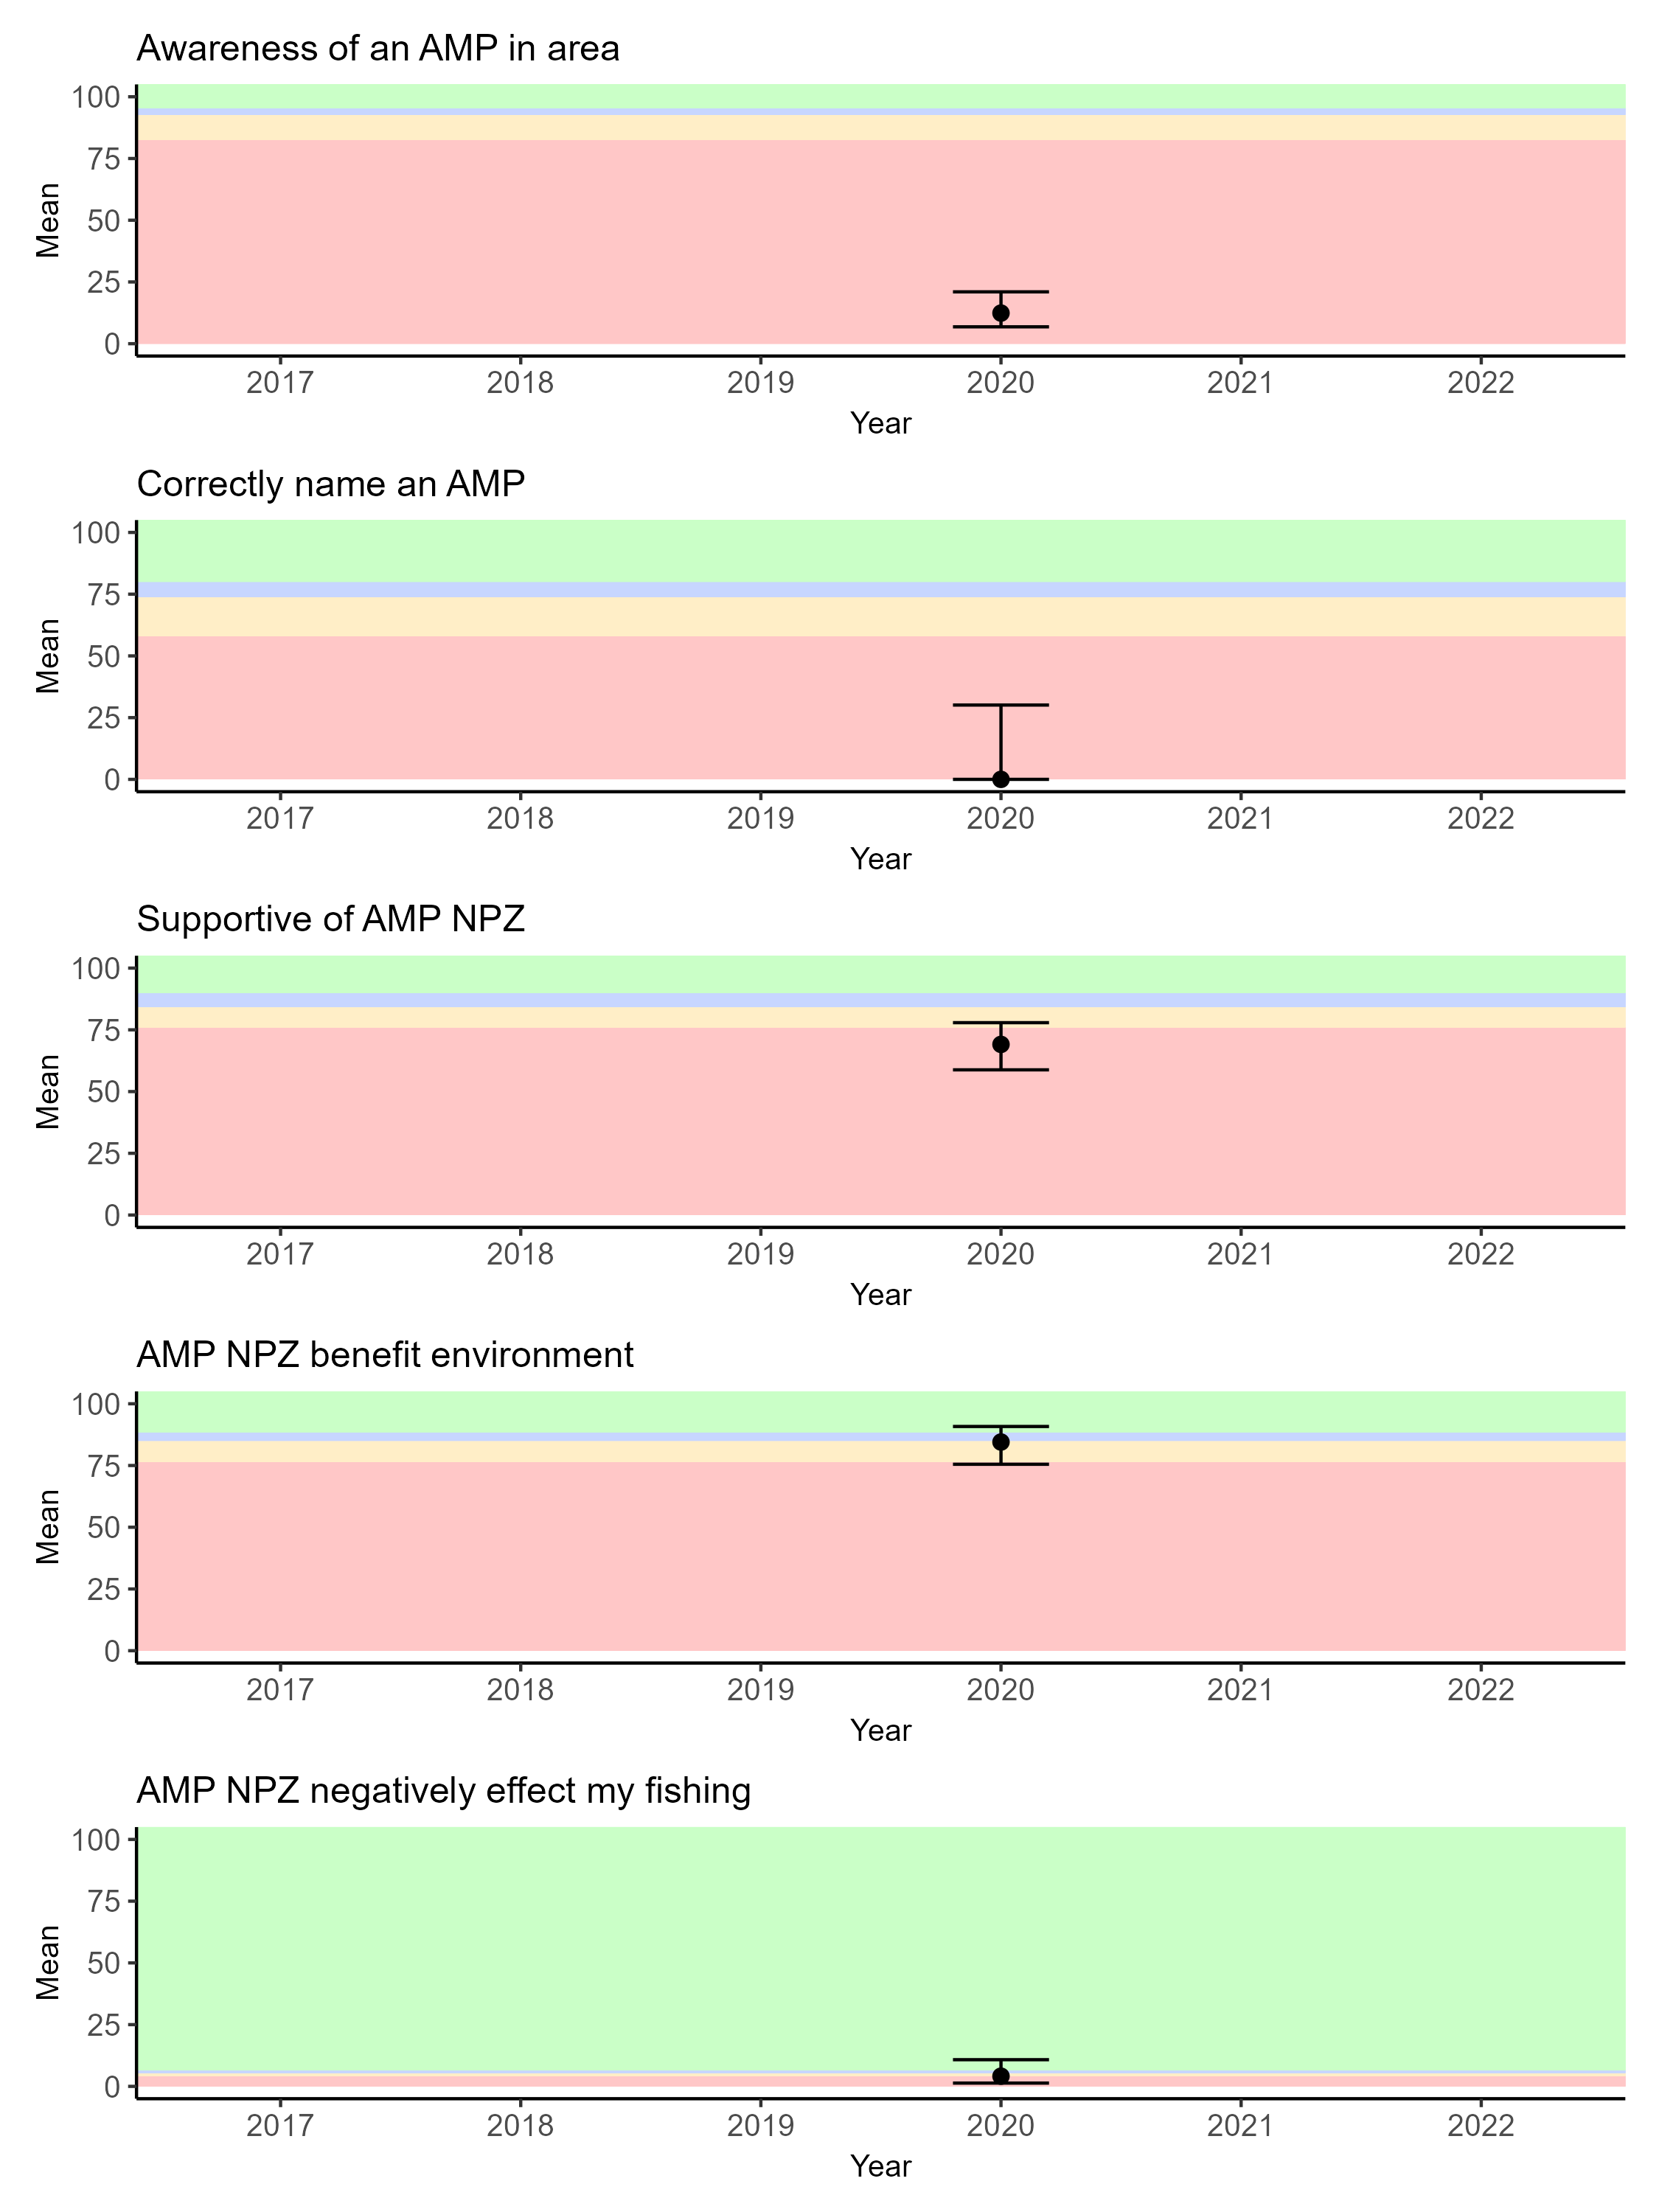 Awareness of an AMP in area
100
75
50
25
0
Mean
2017 2018 2019 2020 2021 2022
Year
Correctly name an AMP
100
75
50
25
0
Mean
2017 2018 2019 2020 2021 2022
Year
Supportive of AMP NPZ
100
75
50
25
0
Mean
2017 2018 2019 2020 2021 2022
Year
AMP NPZ benefit environment
100
75
50
25
0
Mean
2017 2018 2019 2020 2021 2022
Year
AMP NPZ negatively effect my fishing
100
75
50
25
0
Mean
2017 2018 2019 2020 2021 2022
Year